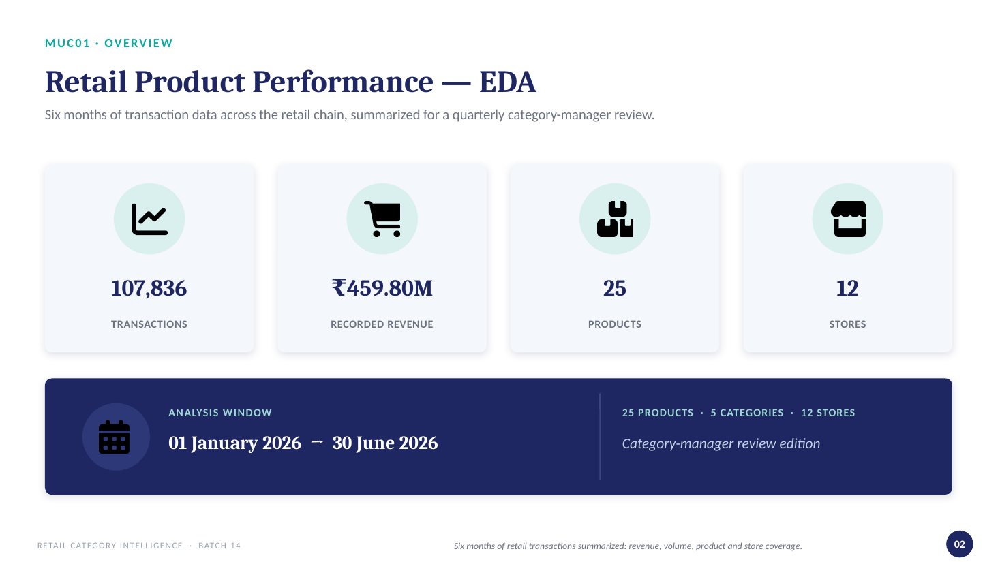 MUC01 · OVERVIEW
Retail Product Performance — EDA
Six months of transaction data across the retail chain, summarized for a quarterly category-manager review.
107,836
TRANSACTIONS
₹459.80M
RECORDED REVENUE
25
PRODUCTS
12
STORES
ANALYSIS WINDOW
01 January 2026 → 30 June 2026
25 PRODUCTS · 5 CATEGORIES · 12 STORES
Category-manager review edition
RETAIL CATEGORY INTELLIGENCE · BATCH 14
Six months of retail transactions summarized: revenue, volume, product and store coverage.
02